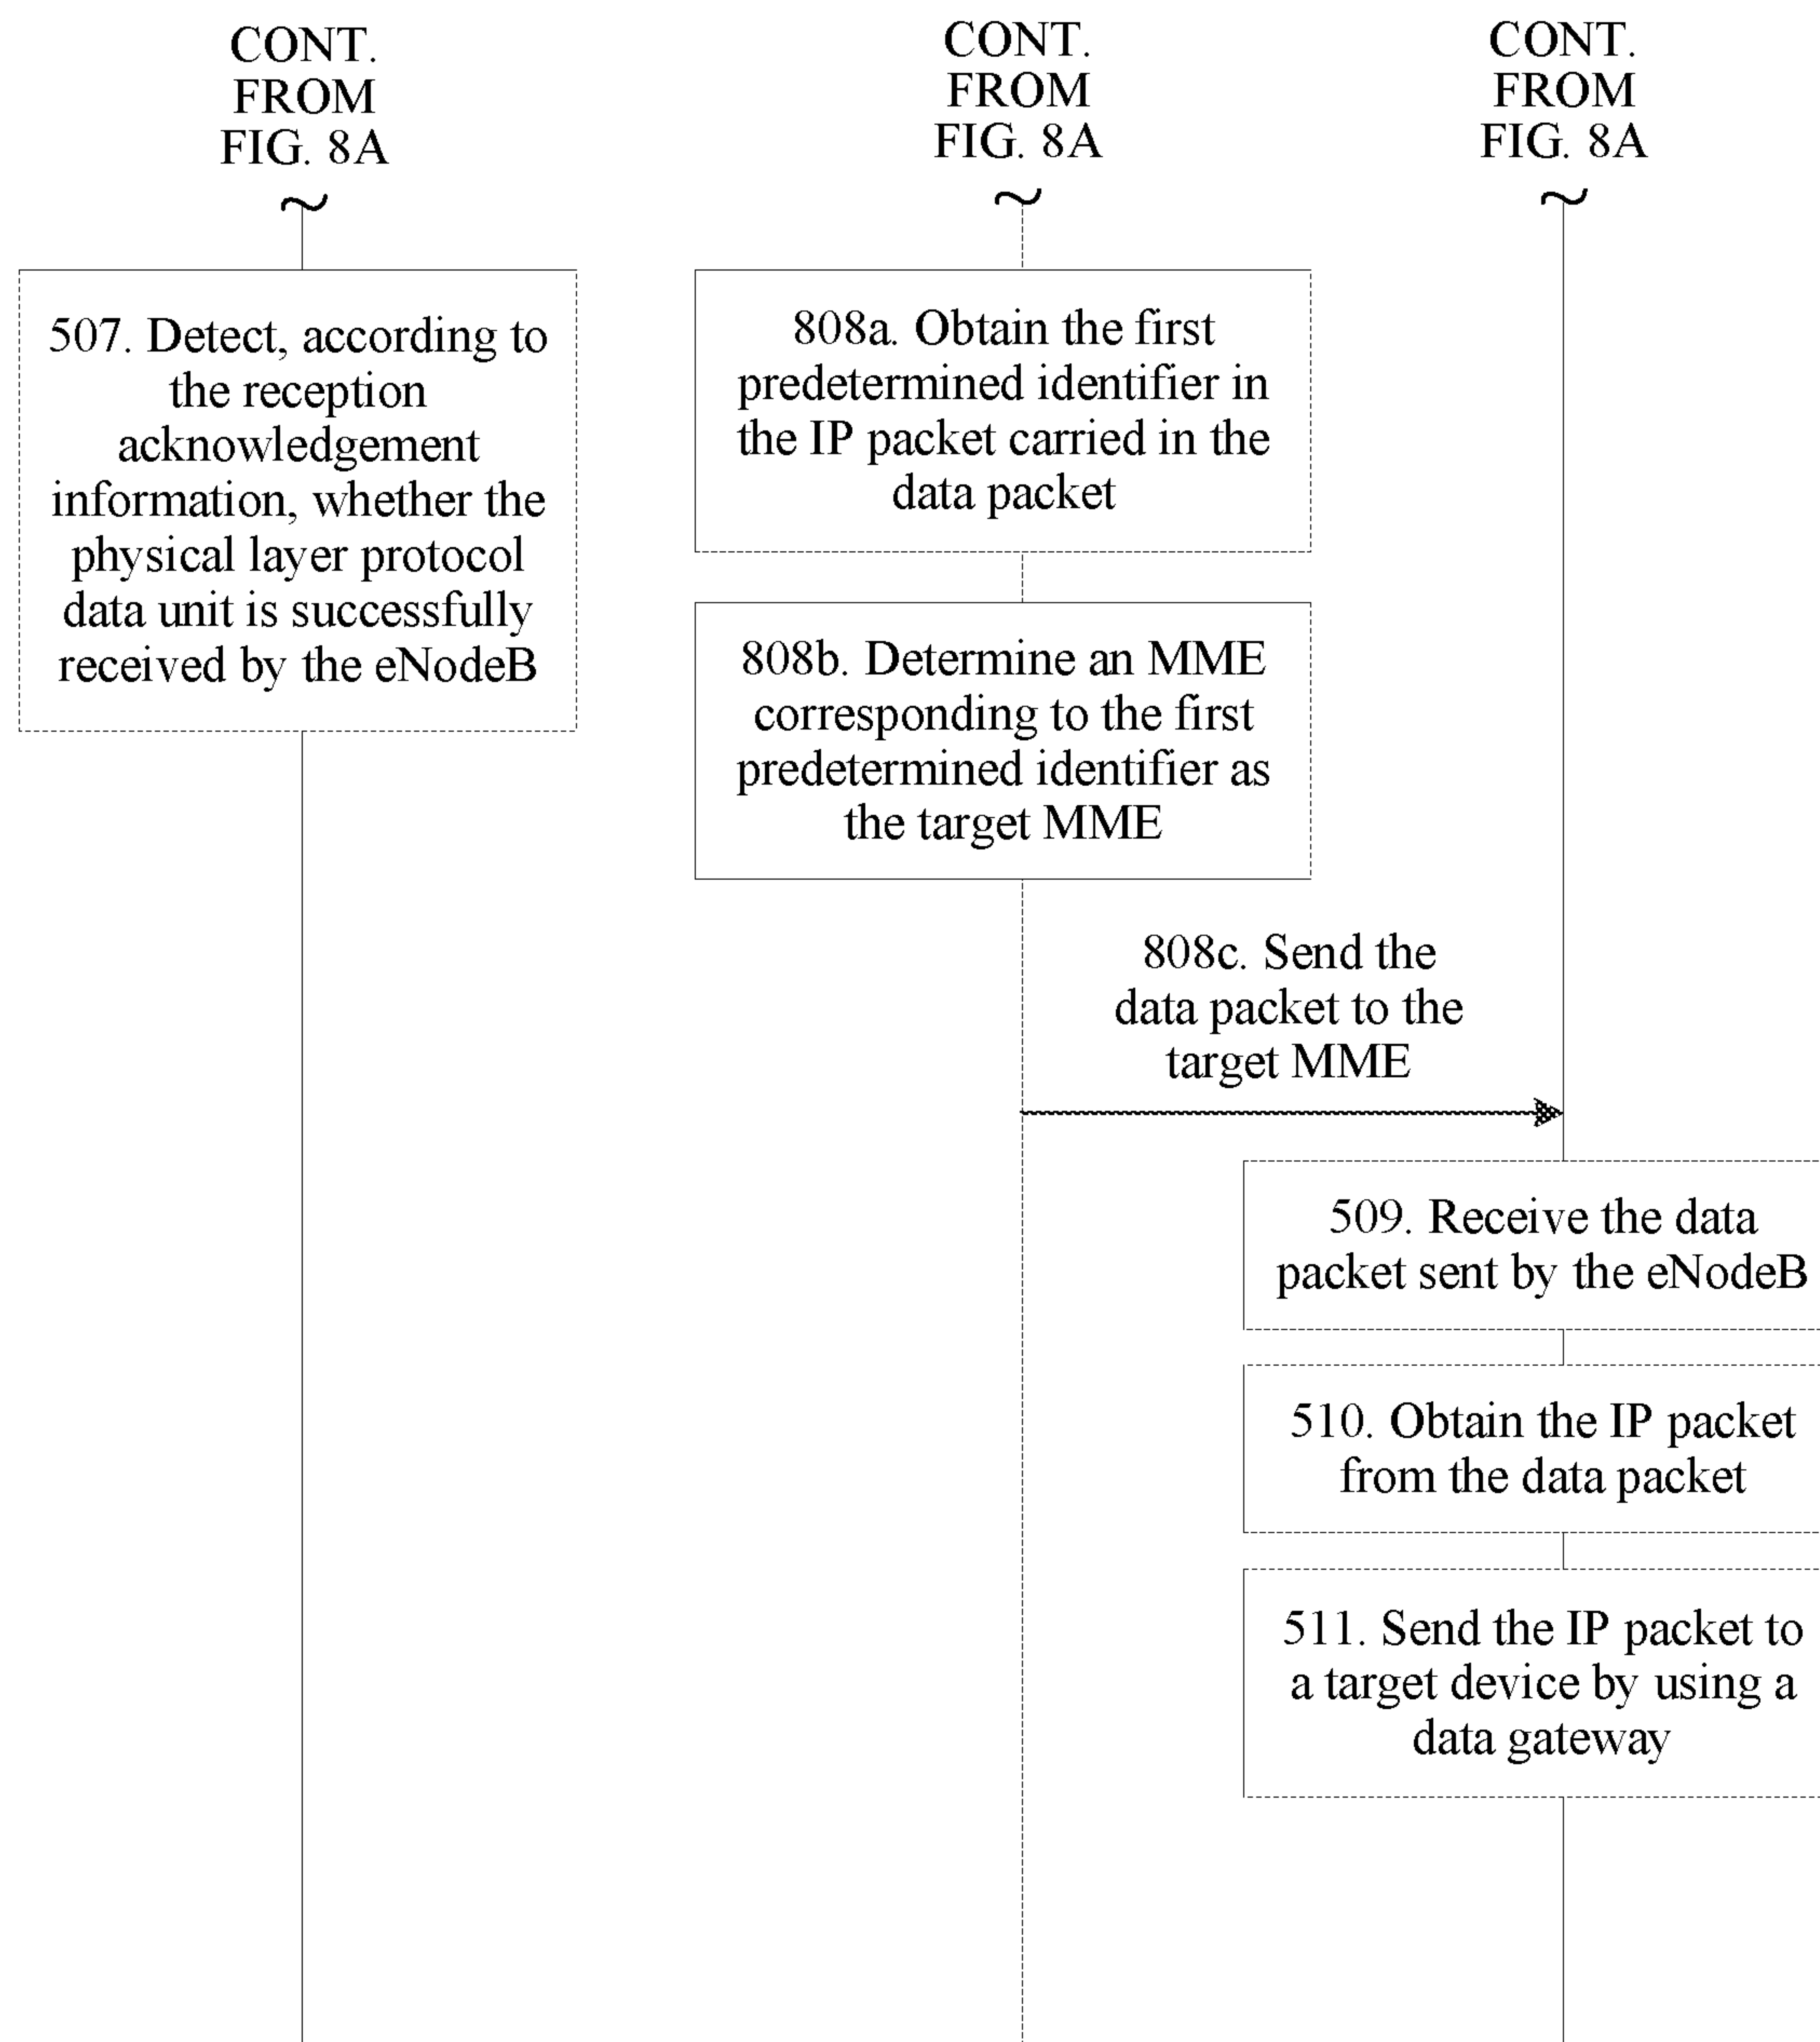 CONT.
FROM
FIG. 8A
CONT.
FROM
FIG. 8A
CONT.
FROM
FIG. 8A
507. Detect, according to
the reception
acknowledgement
information, whether the
physical layer protocol
data unit is successfully
received by the eNodeB
808a. Obtain the first
predetermined identifier in
the IP packet carried in the
data packet
808b. Determine an MME
corresponding to the first
predetermined identifier as
the target MME
808c. Send the
data packet to the
target MME
509. Receive the data
packet sent by the eNodeB
510. Obtain the IP packet
from the data packet
511. Send the IP packet to
a target device by using a
data gateway